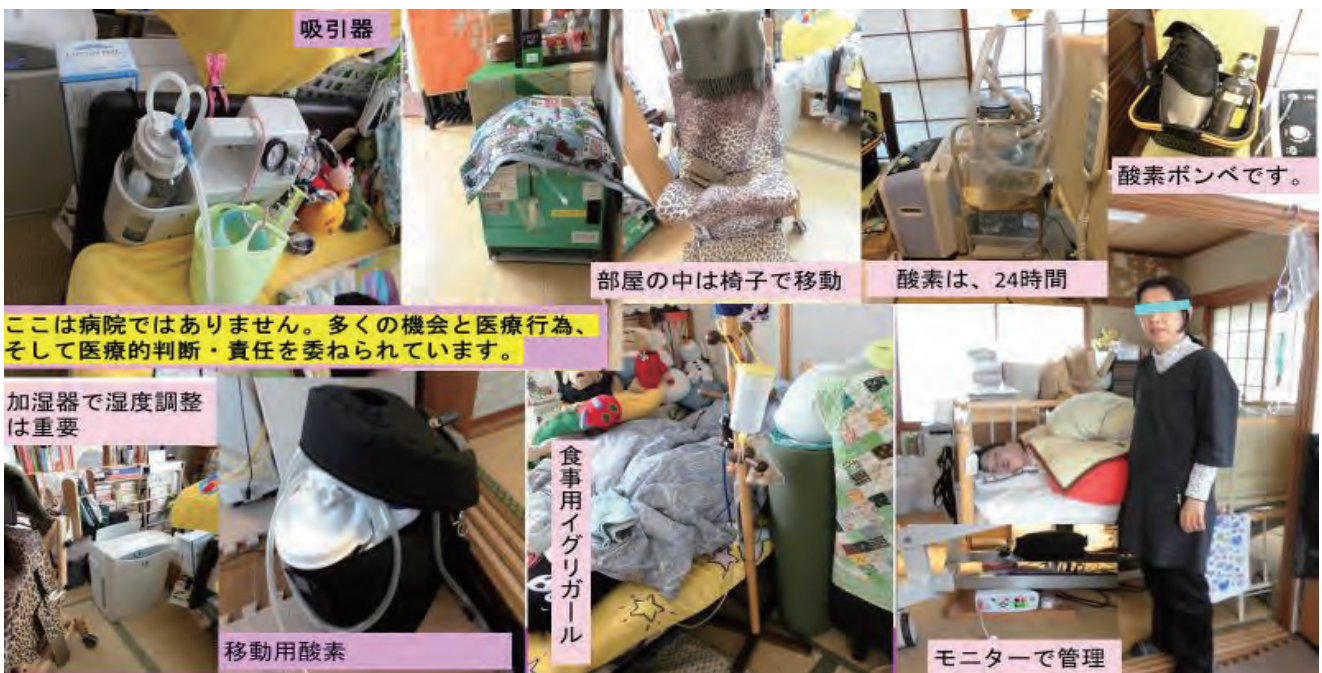 吸引器
部屋の中は椅子で移動
酸素は、24時間
酸素ボンベです。
ここは病院ではありません。多くの機会と医療行為、
そして医療的判断・責任を委ねられています。
加湿器で湿度調整
は重要
移動用酸素
食事用イグリガール
モニターで管理